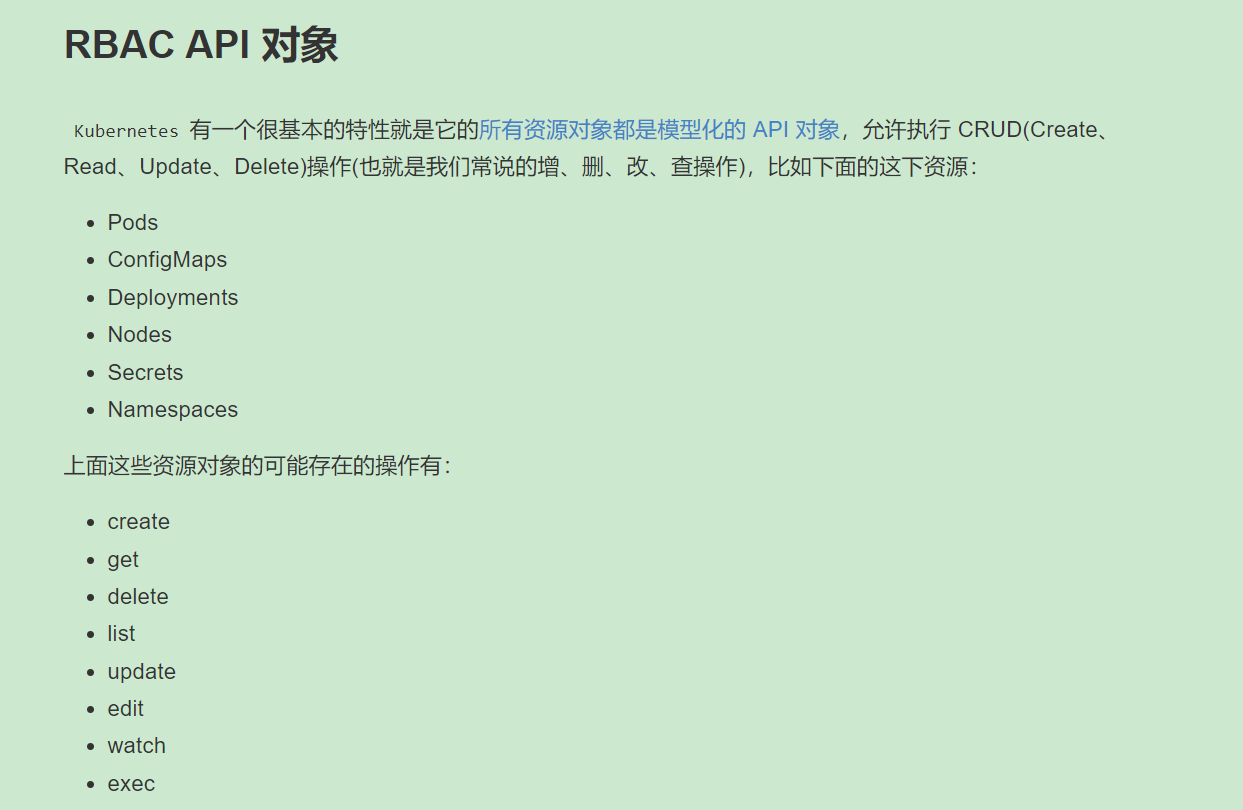 RBAC API 对象
Kubernetes 有一个很基本的特性就是它的所有资源对象都是模型化的 API 对象，允许执行 CRUD(Create、
Read、Update、Delete)操作(也就是我们常说的增、删、改、查操作)，比如下面的这下资源：
• Pods
• ConfigMaps
• Deployments
• Nodes
• Secrets
• Namespaces
上面这些资源对象的可能存在的操作有：
• create
• get
• delete
• list
• update
• edit
• watch
• exec